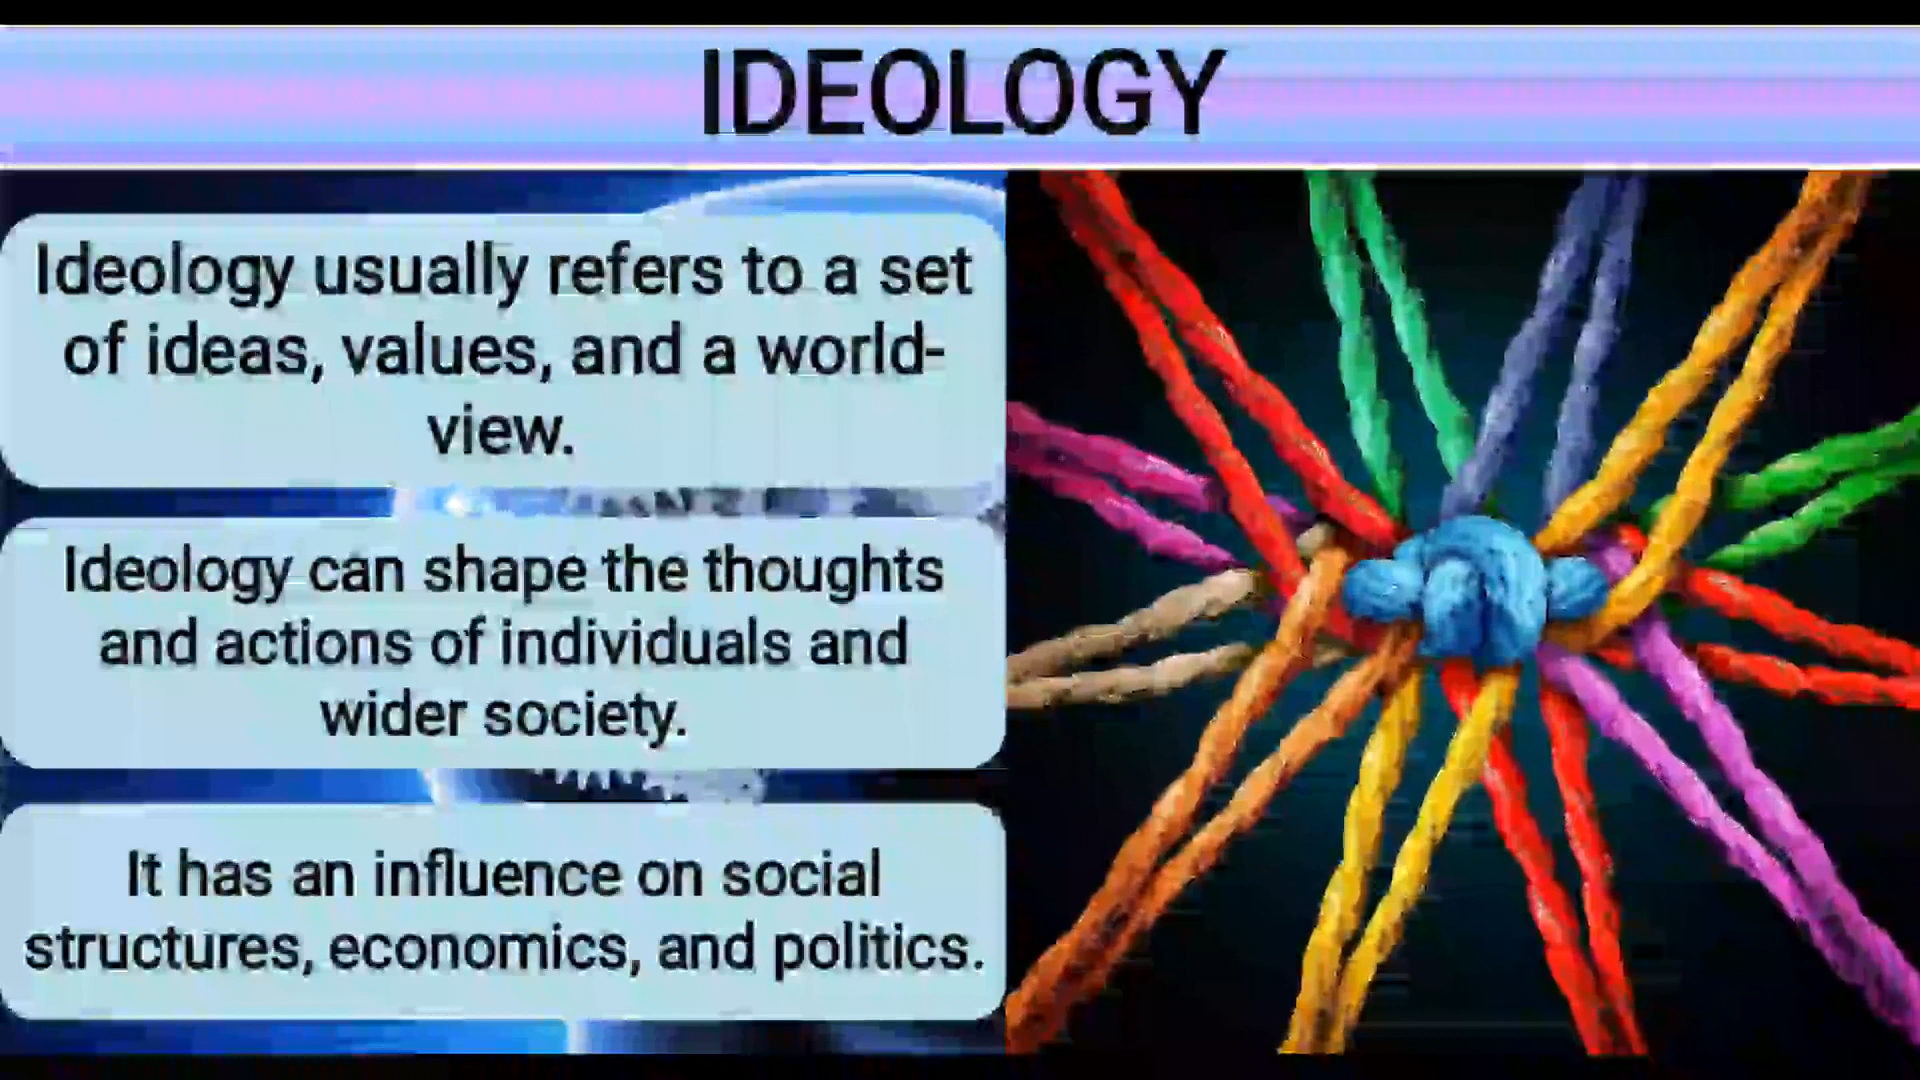 IDEOLOGY
Ideology usually refers to a set
of ideas, values, and a world-
view.
Ideology can shape the thoughts
and actions of individuals and
wider society.
It has an influence on social
structures, economics, and politics.